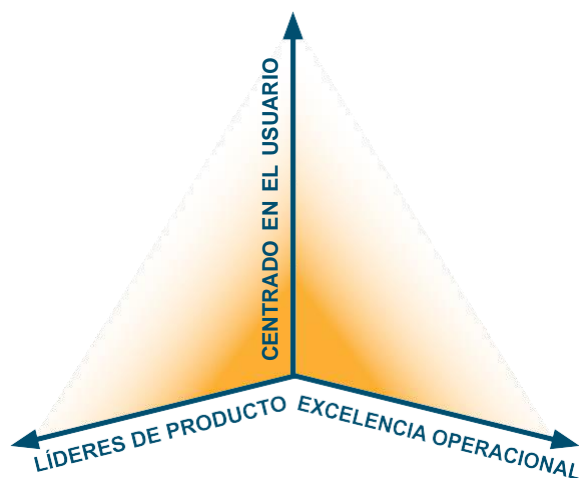 CENTRADO EN EL USUARIO
LÍDERES DE PRODUCTO
EXCELENCIA OPERACIONAL